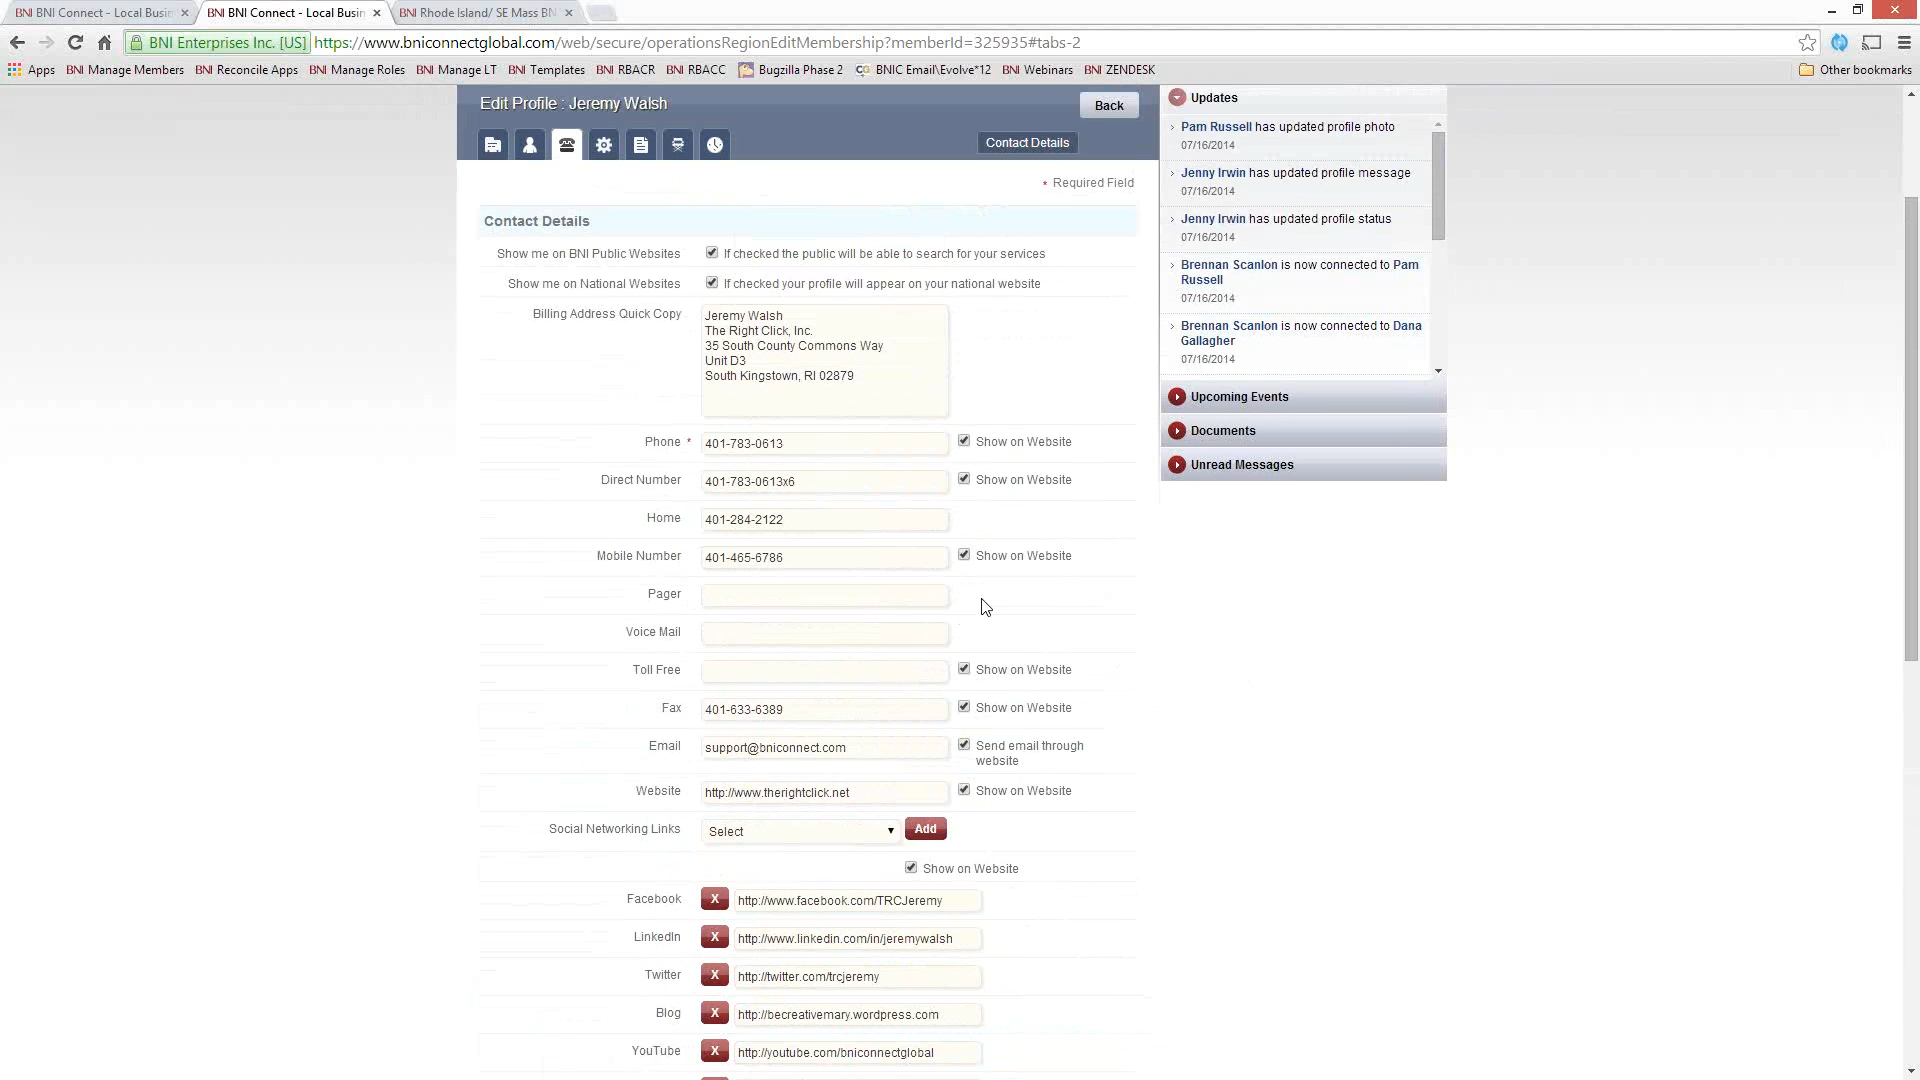 BNI BNI Connect - Local Busin
BNI BNI Connect - Local Busin
BNI Rhode Island/ SE Mass BN
BNI Enterprises Inc. [US] https://www.bniconnectglobal.com/web/secure/operationsRegionEditMembership?memberId=325935#tabs-2
Apps BNI Manage Members BNI Reconcile Apps BNI Manage Roles BNI Manage LT BNI Templates BNI RBACR BNI RBACC Bugzilla Phase 2 BNIC Email\Evolve*12 BNI Webinars BNI ZENDESK Other bookmarks
Edit Profile : Jeremy Walsh
Back
Contact Details
* Required Field
Contact Details
Show me on BNI Public Websites If checked the public will be able to search for your services
Show me on National Websites If checked your profile will appear on your national website
Billing Address Quick Copy
Jeremy Walsh
The Right Click, Inc.
35 South County Commons Way
Unit D3
South Kingstown, RI 02879
Phone * 401-783-0613 Show on Website
Direct Number 401-783-0613x6 Show on Website
Home 401-284-2122
Mobile Number 401-465-6786 Show on Website
Pager
Voice Mail
Toll Free Show on Website
Fax 401-633-6389 Show on Website
Email support@bniconnect.com Send email through
website
Website http://www.therightclick.net Show on Website
Social Networking Links Select Add
Show on Website
Facebook X http://www.facebook.com/TRCJeremy
LinkedIn X http://www.linkedin.com/in/jeremywalsh
Twitter X http://twitter.com/trcjeremy
Blog X http://becreativemary.wordpress.com
YouTube X http://youtube.com/bniconnectglobal
Updates
Pam Russell has updated profile photo
07/16/2014
Jenny Irwin has updated profile message
07/16/2014
Jenny Irwin has updated profile status
07/16/2014
Brennan Scanlon is now connected to Pam
Russell
07/16/2014
Brennan Scanlon is now connected to Dana
Gallagher
07/16/2014
Upcoming Events
Documents
Unread Messages